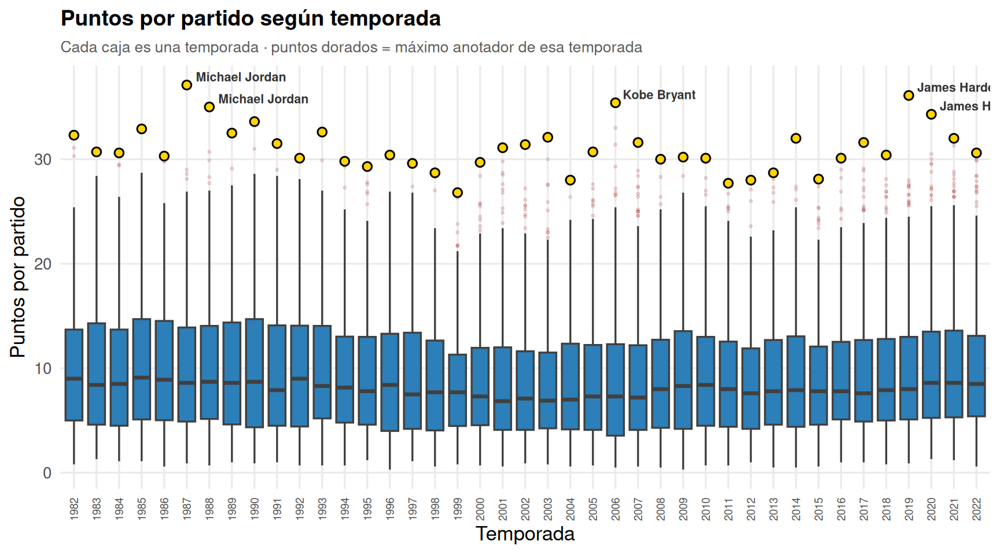 Puntos por partido según temporada
Cada caja es una temporada · puntos dorados = máximo anotador de esa temporada
Michael Jordan
Michael Jordan
Kobe Bryant
James Harde
James H
Puntos por partido
30
20
10
0
1982 1983 1984 1985 1986 1987 1988 1989 1990 1991 1992 1993 1994 1995 1996 1997 1998 1999 2000 2001 2002 2003 2004 2005 2006 2007 2008 2009 2010 2011 2012 2013 2014 2015 2016 2017 2018 2019 2020 2021 2022
Temporada